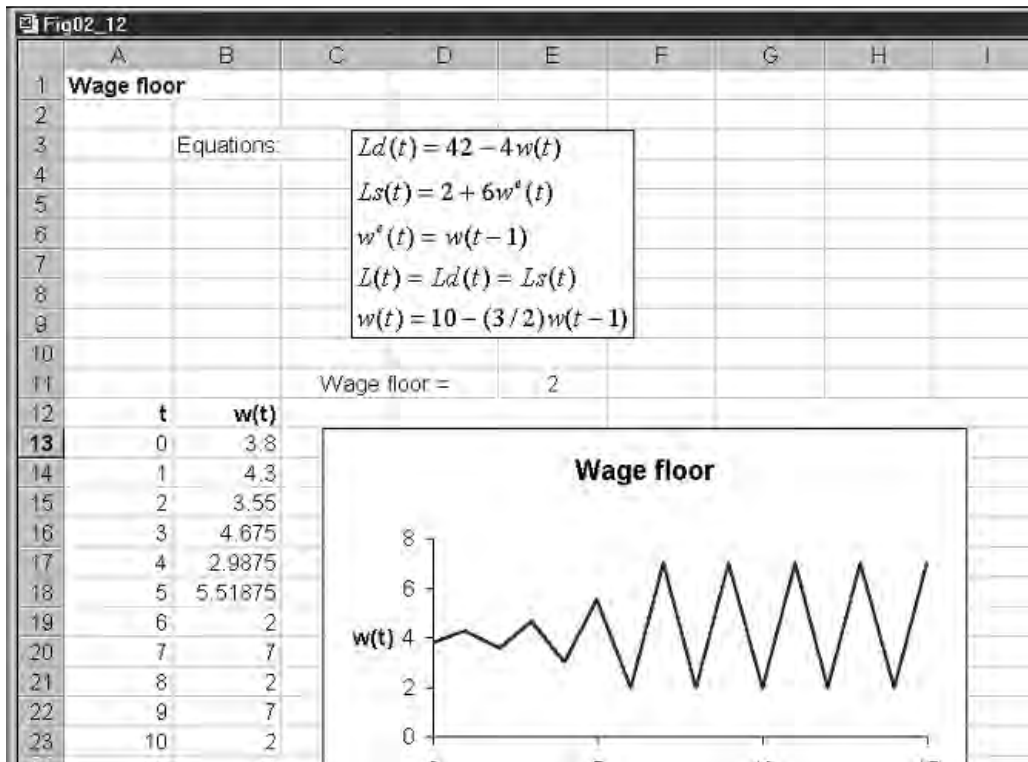 Fig02_12
A B C D E F G H I
1 Wage floor
2
3 Equations: Ld(t) = 42 − 4w(t)
4
5 Ls(t) = 2 + 6wᵉ(t)
6 wᵉ(t) = w(t − 1)
7 L(t) = Ld(t) = Ls(t)
8
9 w(t) = 10 − (3/2)w(t − 1)
10
11 Wage floor = 2
12 t w(t)
13 0 3.8
14 1 4.3
15 2 3.55
16 3 4.675
17 4 2.9875
18 5 5.51875
19 6 2
20 7 7
21 8 2
22 9 7
23 10 2
Wage floor
8
6
w(t) 4
2
0